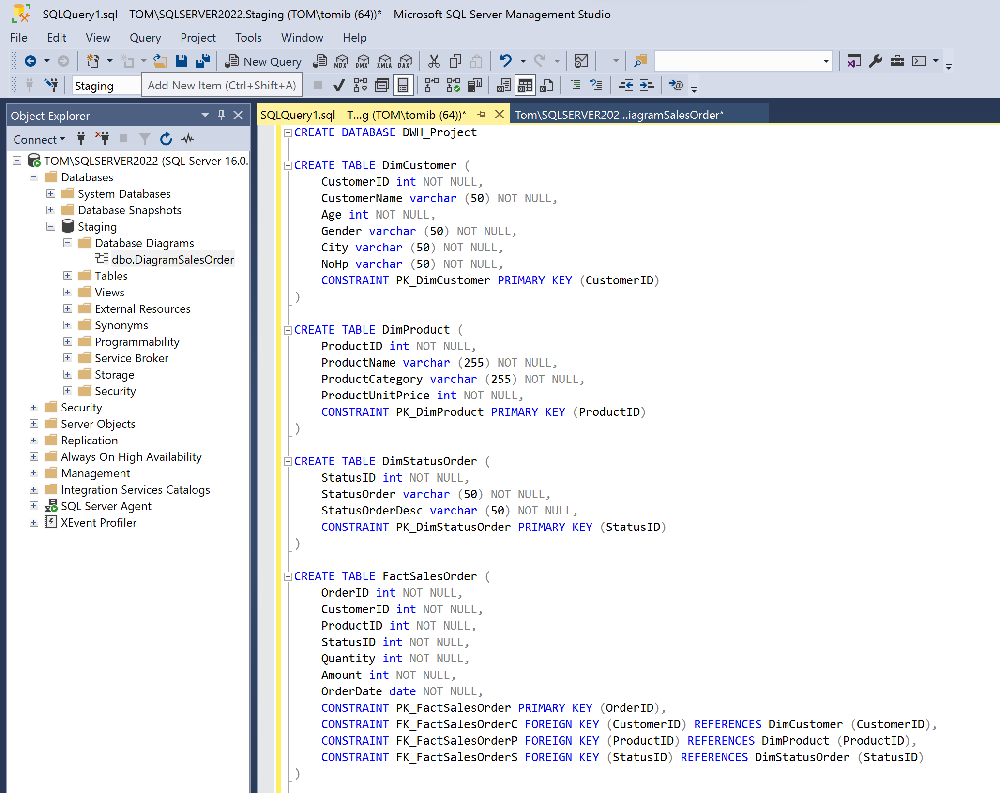 SQLQuery1.sql - TOM\SQLSERVER2022.Staging (TOM\tomib (64))* - Microsoft SQL Server Management Studio
File Edit View Query Project Tools Window Help
New Query MDX DMX XMLA DAX
Staging Add New Item (Ctrl+Shift+A)
Object Explorer
Connect
TOM\SQLSERVER2022 (SQL Server 16.0.
Databases
System Databases
Database Snapshots
Staging
Database Diagrams
dbo.DiagramSalesOrder
Tables
Views
External Resources
Synonyms
Programmability
Service Broker
Storage
Security
Security
Server Objects
Replication
Always On High Availability
Management
Integration Services Catalogs
SQL Server Agent
XEvent Profiler
SQLQuery1.sql - T...g (TOM\tomib (64))* Tom\SQLSERVER202...iagramSalesOrder*
CREATE DATABASE DWH_Project
CREATE TABLE DimCustomer (
CustomerID int NOT NULL,
CustomerName varchar (50) NOT NULL,
Age int NOT NULL,
Gender varchar (50) NOT NULL,
City varchar (50) NOT NULL,
NoHp varchar (50) NOT NULL,
CONSTRAINT PK_DimCustomer PRIMARY KEY (CustomerID)
)
CREATE TABLE DimProduct (
ProductID int NOT NULL,
ProductName varchar (255) NOT NULL,
ProductCategory varchar (255) NOT NULL,
ProductUnitPrice int NOT NULL,
CONSTRAINT PK_DimProduct PRIMARY KEY (ProductID)
)
CREATE TABLE DimStatusOrder (
StatusID int NOT NULL,
StatusOrder varchar (50) NOT NULL,
StatusOrderDesc varchar (50) NOT NULL,
CONSTRAINT PK_DimStatusOrder PRIMARY KEY (StatusID)
)
CREATE TABLE FactSalesOrder (
OrderID int NOT NULL,
CustomerID int NOT NULL,
ProductID int NOT NULL,
StatusID int NOT NULL,
Quantity int NOT NULL,
Amount int NOT NULL,
OrderDate date NOT NULL,
CONSTRAINT PK_FactSalesOrder PRIMARY KEY (OrderID),
CONSTRAINT FK_FactSalesOrderC FOREIGN KEY (CustomerID) REFERENCES DimCustomer (CustomerID),
CONSTRAINT FK_FactSalesOrderP FOREIGN KEY (ProductID) REFERENCES DimProduct (ProductID),
CONSTRAINT FK_FactSalesOrderS FOREIGN KEY (StatusID) REFERENCES DimStatusOrder (StatusID)
)